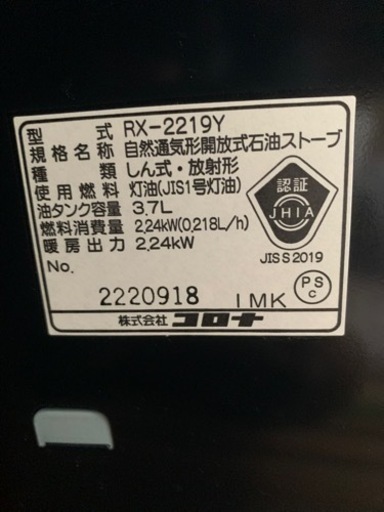 型式 RX-2219Y
規格名称 自然通気形開放式石油ストーブ
種類 しん式・放射形
使用燃料 灯油(JIS1号灯油)
油タンク容量 3.7L
燃料消費量 2.24kW(0.218L/h)
暖房出力 2.24kW
認証
JHIA
JIS S 2019
No.
2220918 IMK
PS
C
株式会社 コロナ